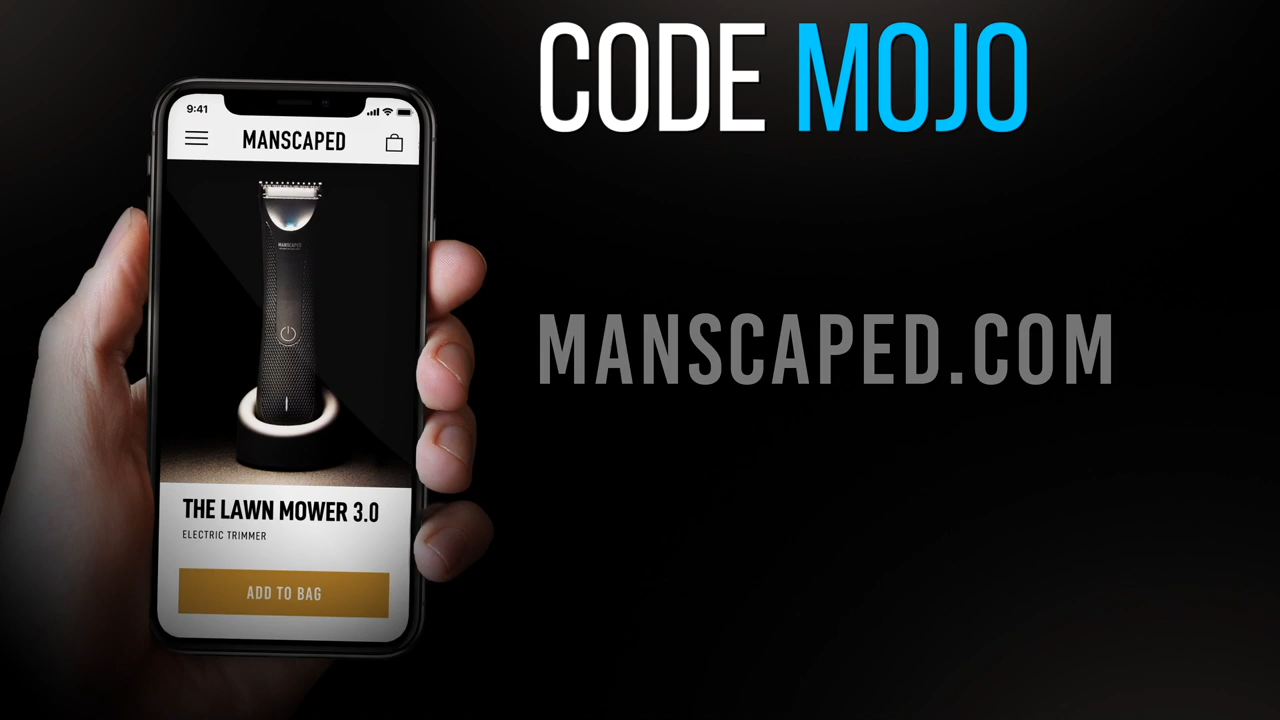 CODE MOJO
9:41
MANSCAPED
MANSCAPED
MANSCAPED.COM
THE LAWN MOWER 3.0
ELECTRIC TRIMMER
ADD TO BAG